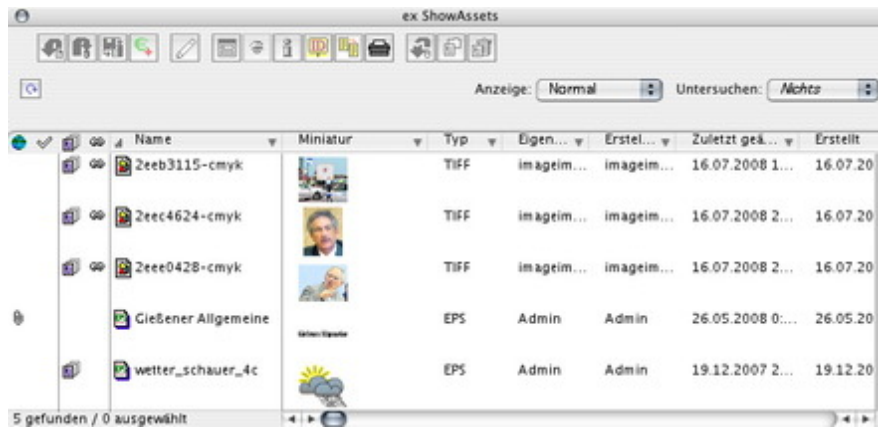 ex ShowAssets
Anzeige: Normal Untersuchen: Nichts
Name Miniatur Typ Eigen... Erstel... Zuletzt geä... Erstellt
2eeb3115-cmyk TIFF imageim... imageim... 16.07.2008 1... 16.07.20
2eec4624-cmyk TIFF imageim... imageim... 16.07.2008 2... 16.07.20
2eee0428-cmyk TIFF imageim... imageim... 16.07.2008 2... 16.07.20
Gießener Allgemeine EPS Admin Admin 26.05.2008 0:... 26.05.20
wetter_schauer_4c EPS Admin Admin 19.12.2007 2... 19.12.20
5 gefunden / 0 ausgewählt